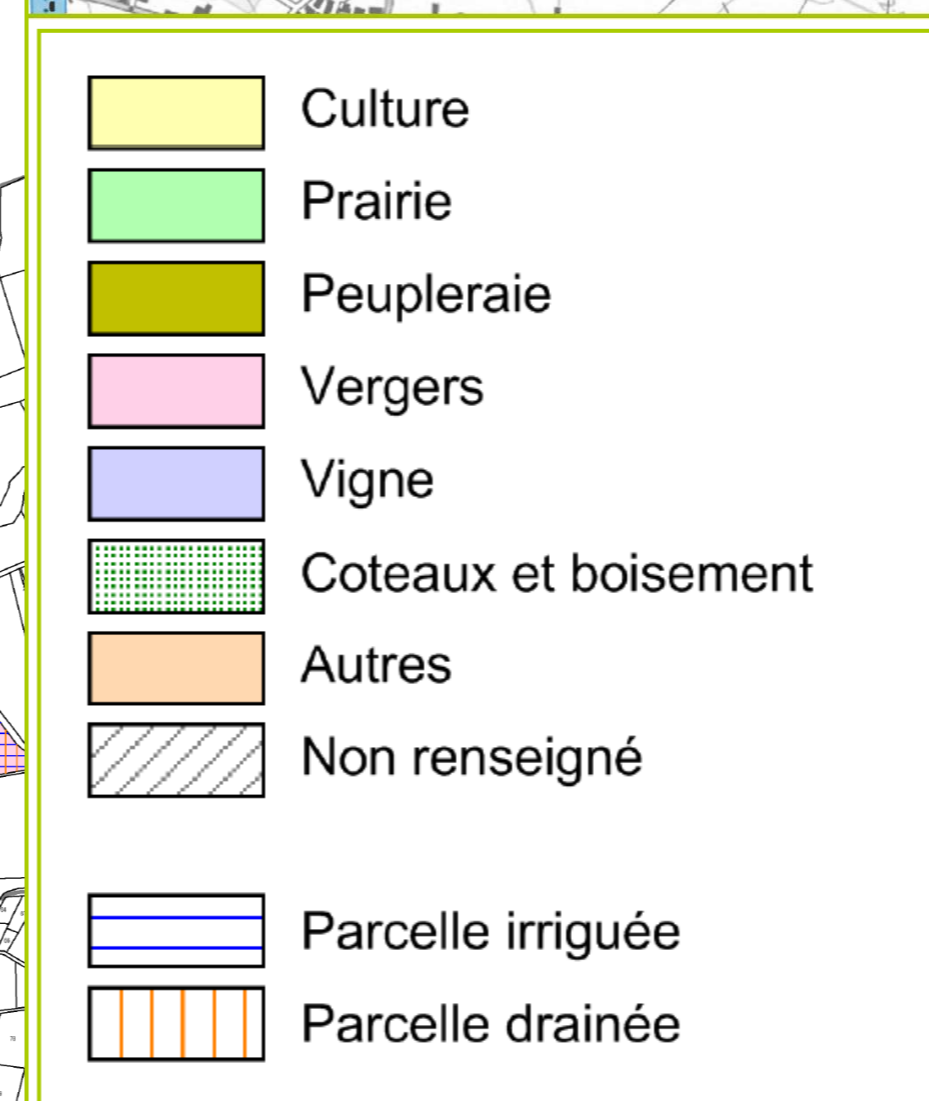 Culture
Prairie
Peupleraie
Vergers
Vigne
Coteaux et boisement
Autres
Non renseigné
Parcelle irriguée
Parcelle drainée